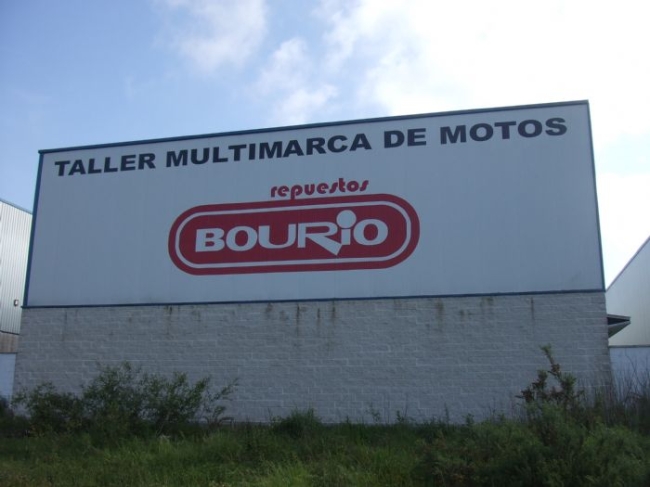 TALLER MULTIMARCA DE MOTOS
repuestos
BOURiO